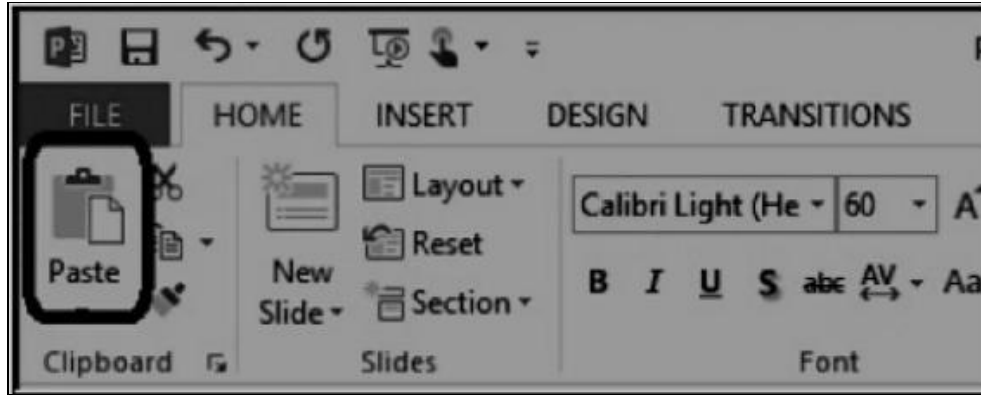 FILE HOME INSERT DESIGN TRANSITIONS
Layout
Calibri Light (He 60
Reset
Paste
New
Slide
Section
B I U S abc AV Aa
Clipboard Slides Font